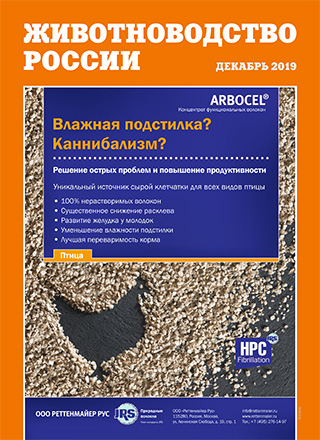 ЖИВОТНОВОДСТВО
РОССИИ
ДЕКАБРЬ 2019
ARBOCEL®
Концентрат функциональных волокон
Влажная подстилка?
Каннибализм?
Решение острых проблем и повышение продуктивности
Уникальный источник сырой клетчатки для всех видов птицы
• 100% нерастворимых волокон
• Существенное снижение расклева
• Развитие желудка у молодок
• Уменьшение влажности подстилки
• Лучшая переваримость корма
Птица
HPC
Fibrillation
JRS
ООО РЕТТЕНМАЙЕР РУС
JRS
Природные
волокна
ООО «Реттенмайер Рус»
115280, Россия, Москва,
ул. Ленинская Слобода, д. 19, стр. 1
info@rettenmaier.ru
www.rettenmaier.ru
Тел.: +7 (495) 276-14-97